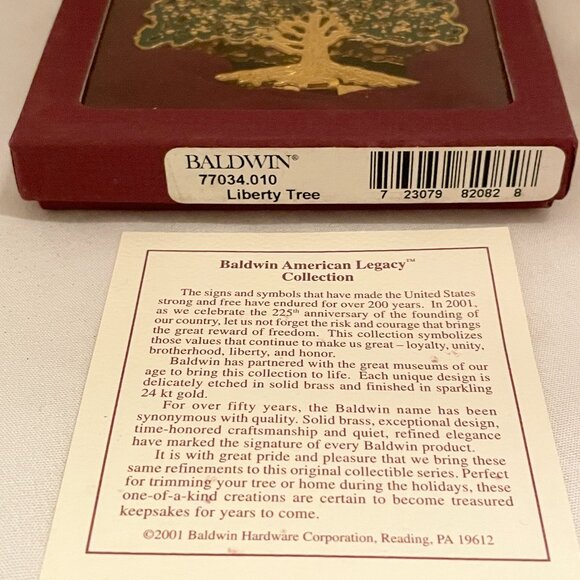 BALDWIN®
77034.010
Liberty Tree
7 23079 82082 8
Baldwin American Legacy™
Collection
The signs and symbols that have made the United States
strong and free have endured for over 200 years. In 2001,
as we celebrate the 225th anniversary of the founding of
our country, let us not forget the risk and courage that brings
the great reward of freedom. This collection symbolizes
those values that continue to make us great – loyalty, unity,
brotherhood, liberty, and honor.
Baldwin has partnered with the great museums of our
age to bring this collection to life. Each unique design is
delicately etched in solid brass and finished in sparkling
24 kt gold.
For over fifty years, the Baldwin name has been
synonymous with quality. Solid brass, exceptional design,
time-honored craftsmanship and quiet, refined elegance
have marked the signature of every Baldwin product.
It is with great pride and pleasure that we bring these
same refinements to this original collectible series. Perfect
for trimming your tree or home during the holidays, these
one-of-a-kind creations are certain to become treasured
keepsakes for years to come.
©2001 Baldwin Hardware Corporation, Reading, PA 19612